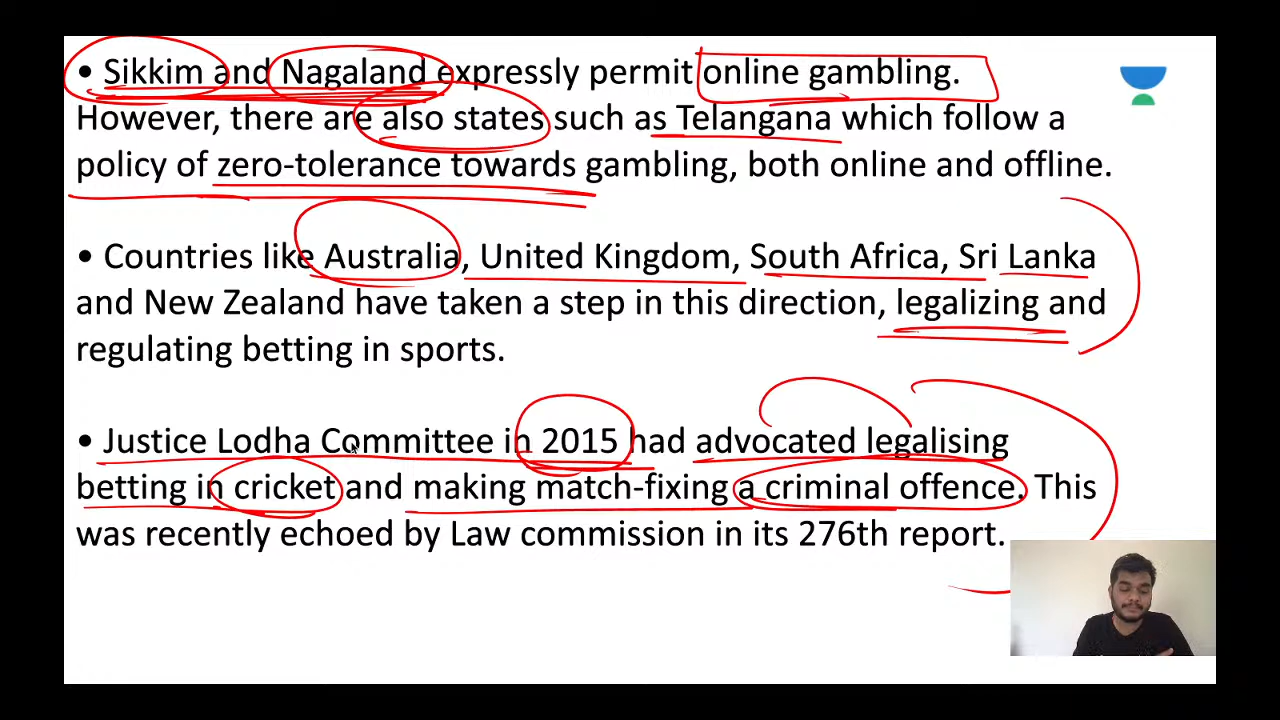 • Sikkim and Nagaland expressly permit online gambling.
However, there are also states such as Telangana which follow a
policy of zero-tolerance towards gambling, both online and offline.
• Countries like Australia, United Kingdom, South Africa, Sri Lanka
and New Zealand have taken a step in this direction, legalizing and
regulating betting in sports.
• Justice Lodha Committee in 2015 had advocated legalising
betting in cricket and making match-fixing a criminal offence. This
was recently echoed by Law commission in its 276th report.